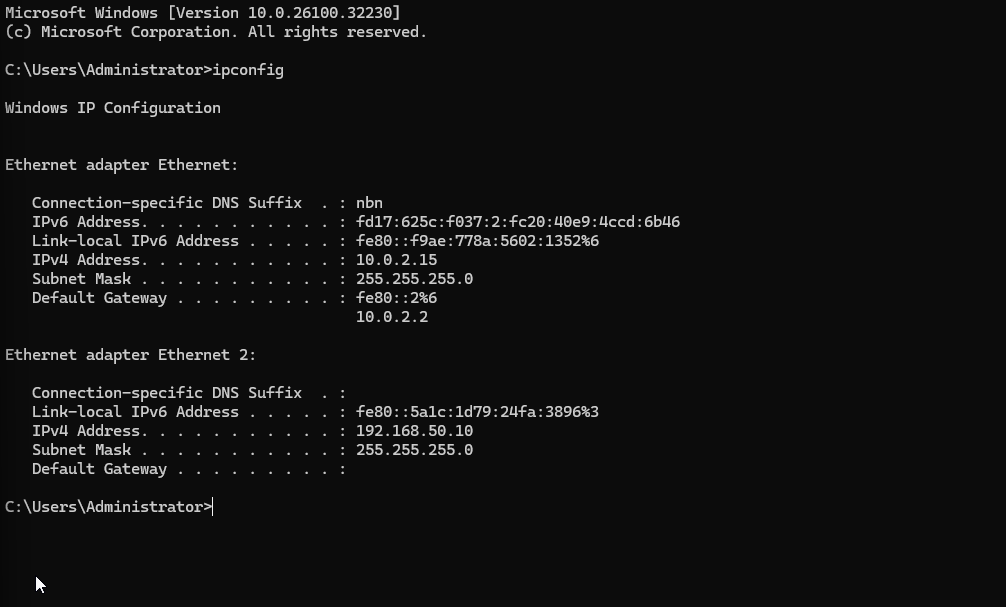 Microsoft Windows [Version 10.0.26100.32230]
(c) Microsoft Corporation. All rights reserved.
C:\Users\Administrator>ipconfig
Windows IP Configuration
Ethernet adapter Ethernet:
Connection-specific DNS Suffix  . : nbn
IPv6 Address. . . . . . . . . . . : fd17:625c:f037:2:fc20:40e9:4ccd:6b46
Link-local IPv6 Address . . . . . : fe80::f9ae:778a:5602:1352%6
IPv4 Address. . . . . . . . . . . : 10.0.2.15
Subnet Mask . . . . . . . . . . . : 255.255.255.0
Default Gateway . . . . . . . . . : fe80::2%6
10.0.2.2
Ethernet adapter Ethernet 2:
Connection-specific DNS Suffix  . :
Link-local IPv6 Address . . . . . : fe80::5a1c:1d79:24fa:3896%3
IPv4 Address. . . . . . . . . . . : 192.168.50.10
Subnet Mask . . . . . . . . . . . : 255.255.255.0
Default Gateway . . . . . . . . . :
C:\Users\Administrator>